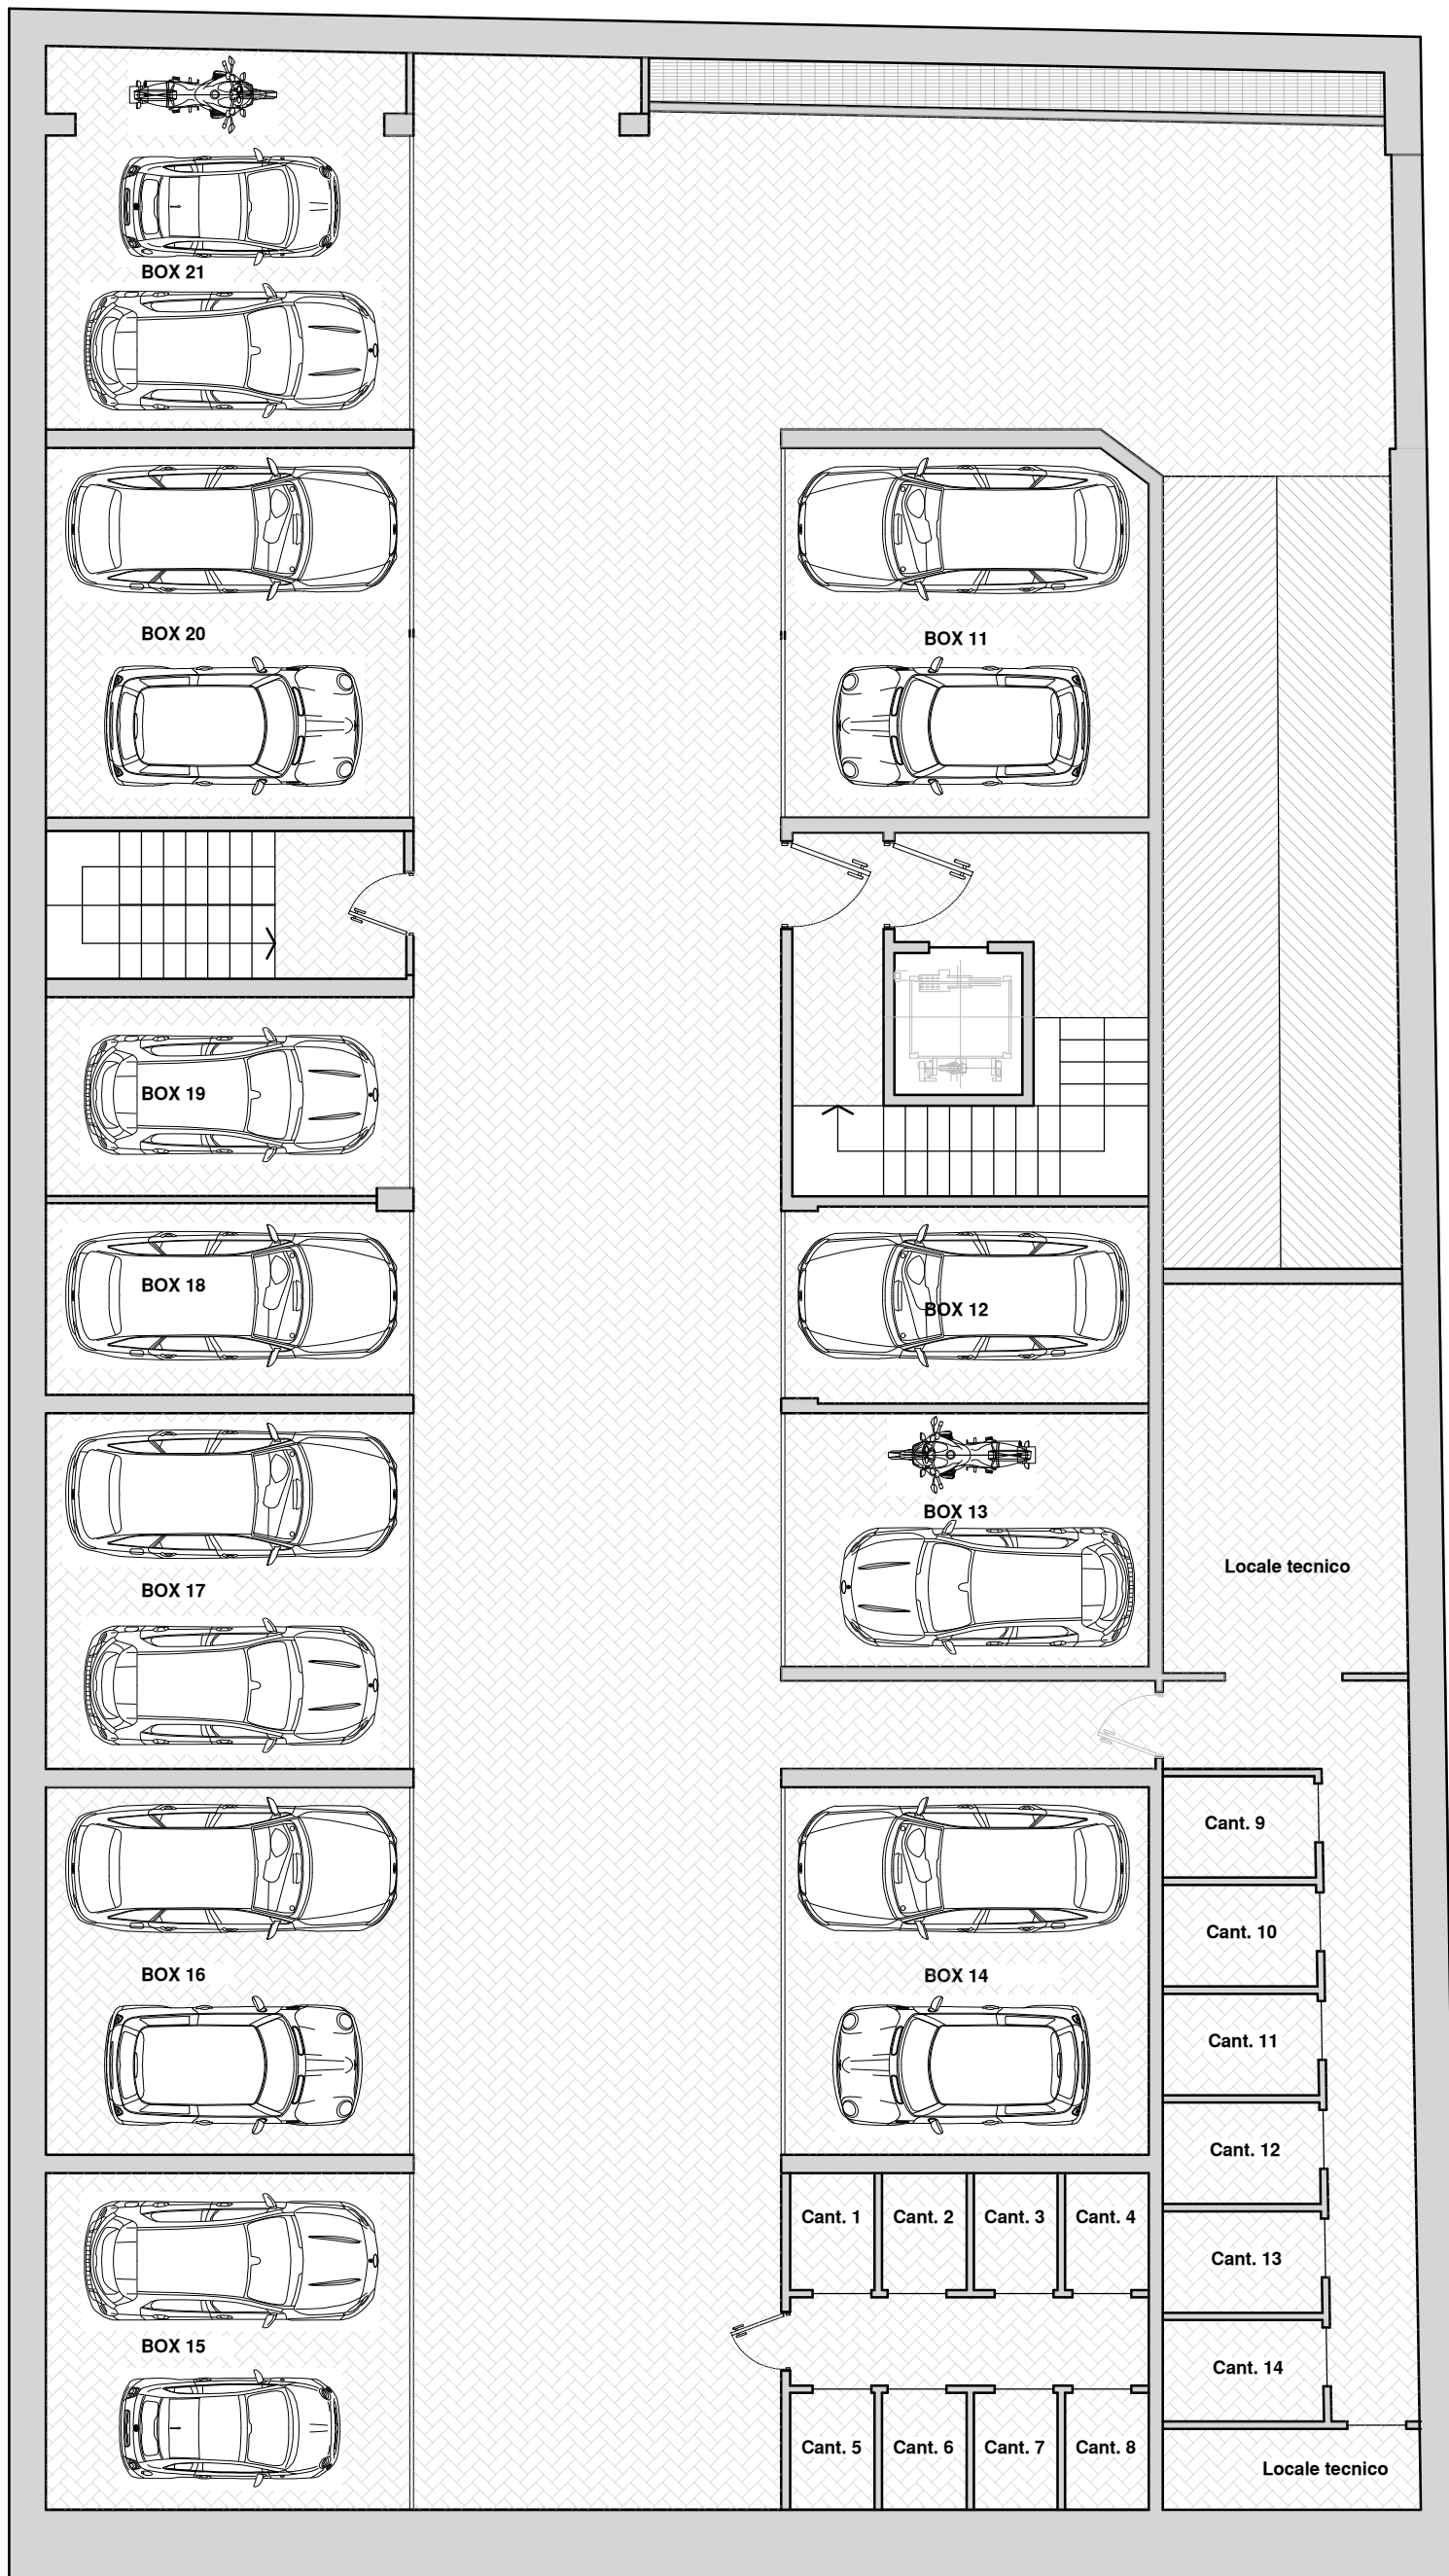 BOX 21
BOX 20
BOX 11
BOX 19
BOX 18
BOX 12
BOX 13
Locale tecnico
BOX 17
Cant. 9
Cant. 10
BOX 16
BOX 14
Cant. 11
Cant. 12
Cant. 1
Cant. 2
Cant. 3
Cant. 4
Cant. 13
BOX 15
Cant. 14
Cant. 5
Cant. 6
Cant. 7
Cant. 8
Locale tecnico